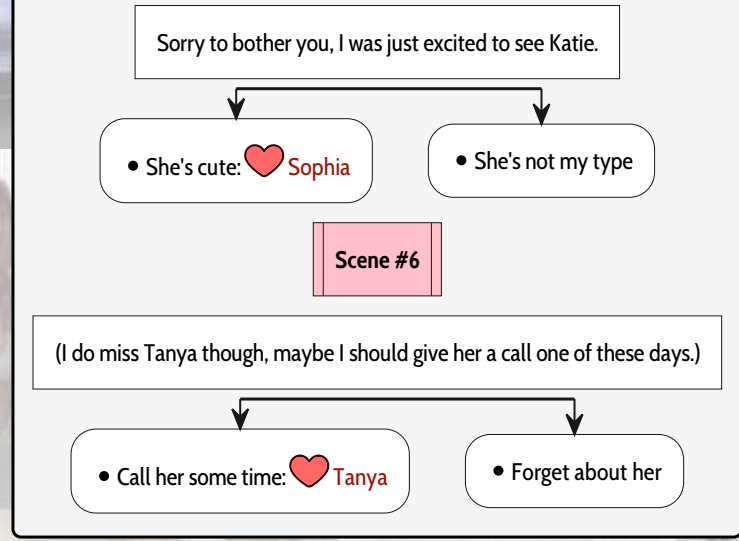 Sorry to bother you, I was just excited to see Katie.
• She's cute: Sophia
• She's not my type
Scene #6
(I do miss Tanya though, maybe I should give her a call one of these days.)
• Call her some time: Tanya
• Forget about her